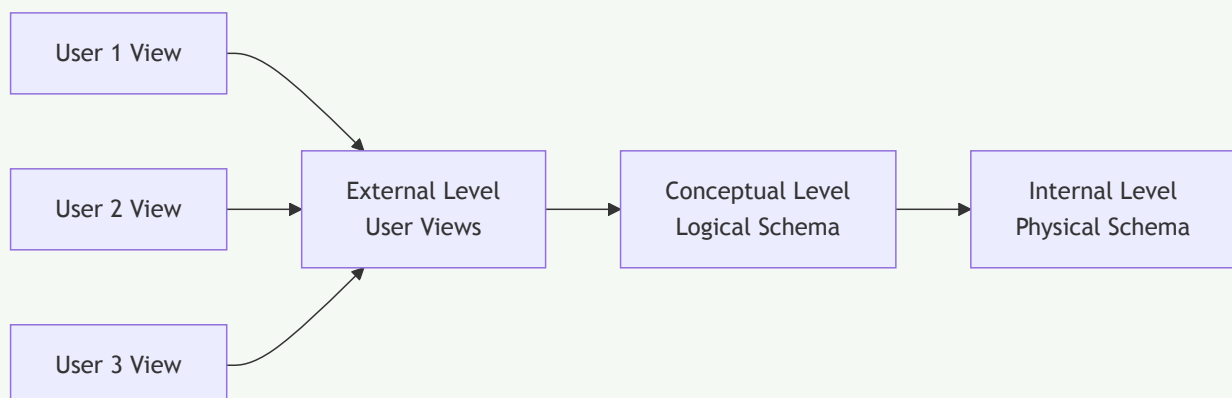 User 1 View
User 2 View
User 3 View
External Level
User Views
Conceptual Level
Logical Schema
Internal Level
Physical Schema